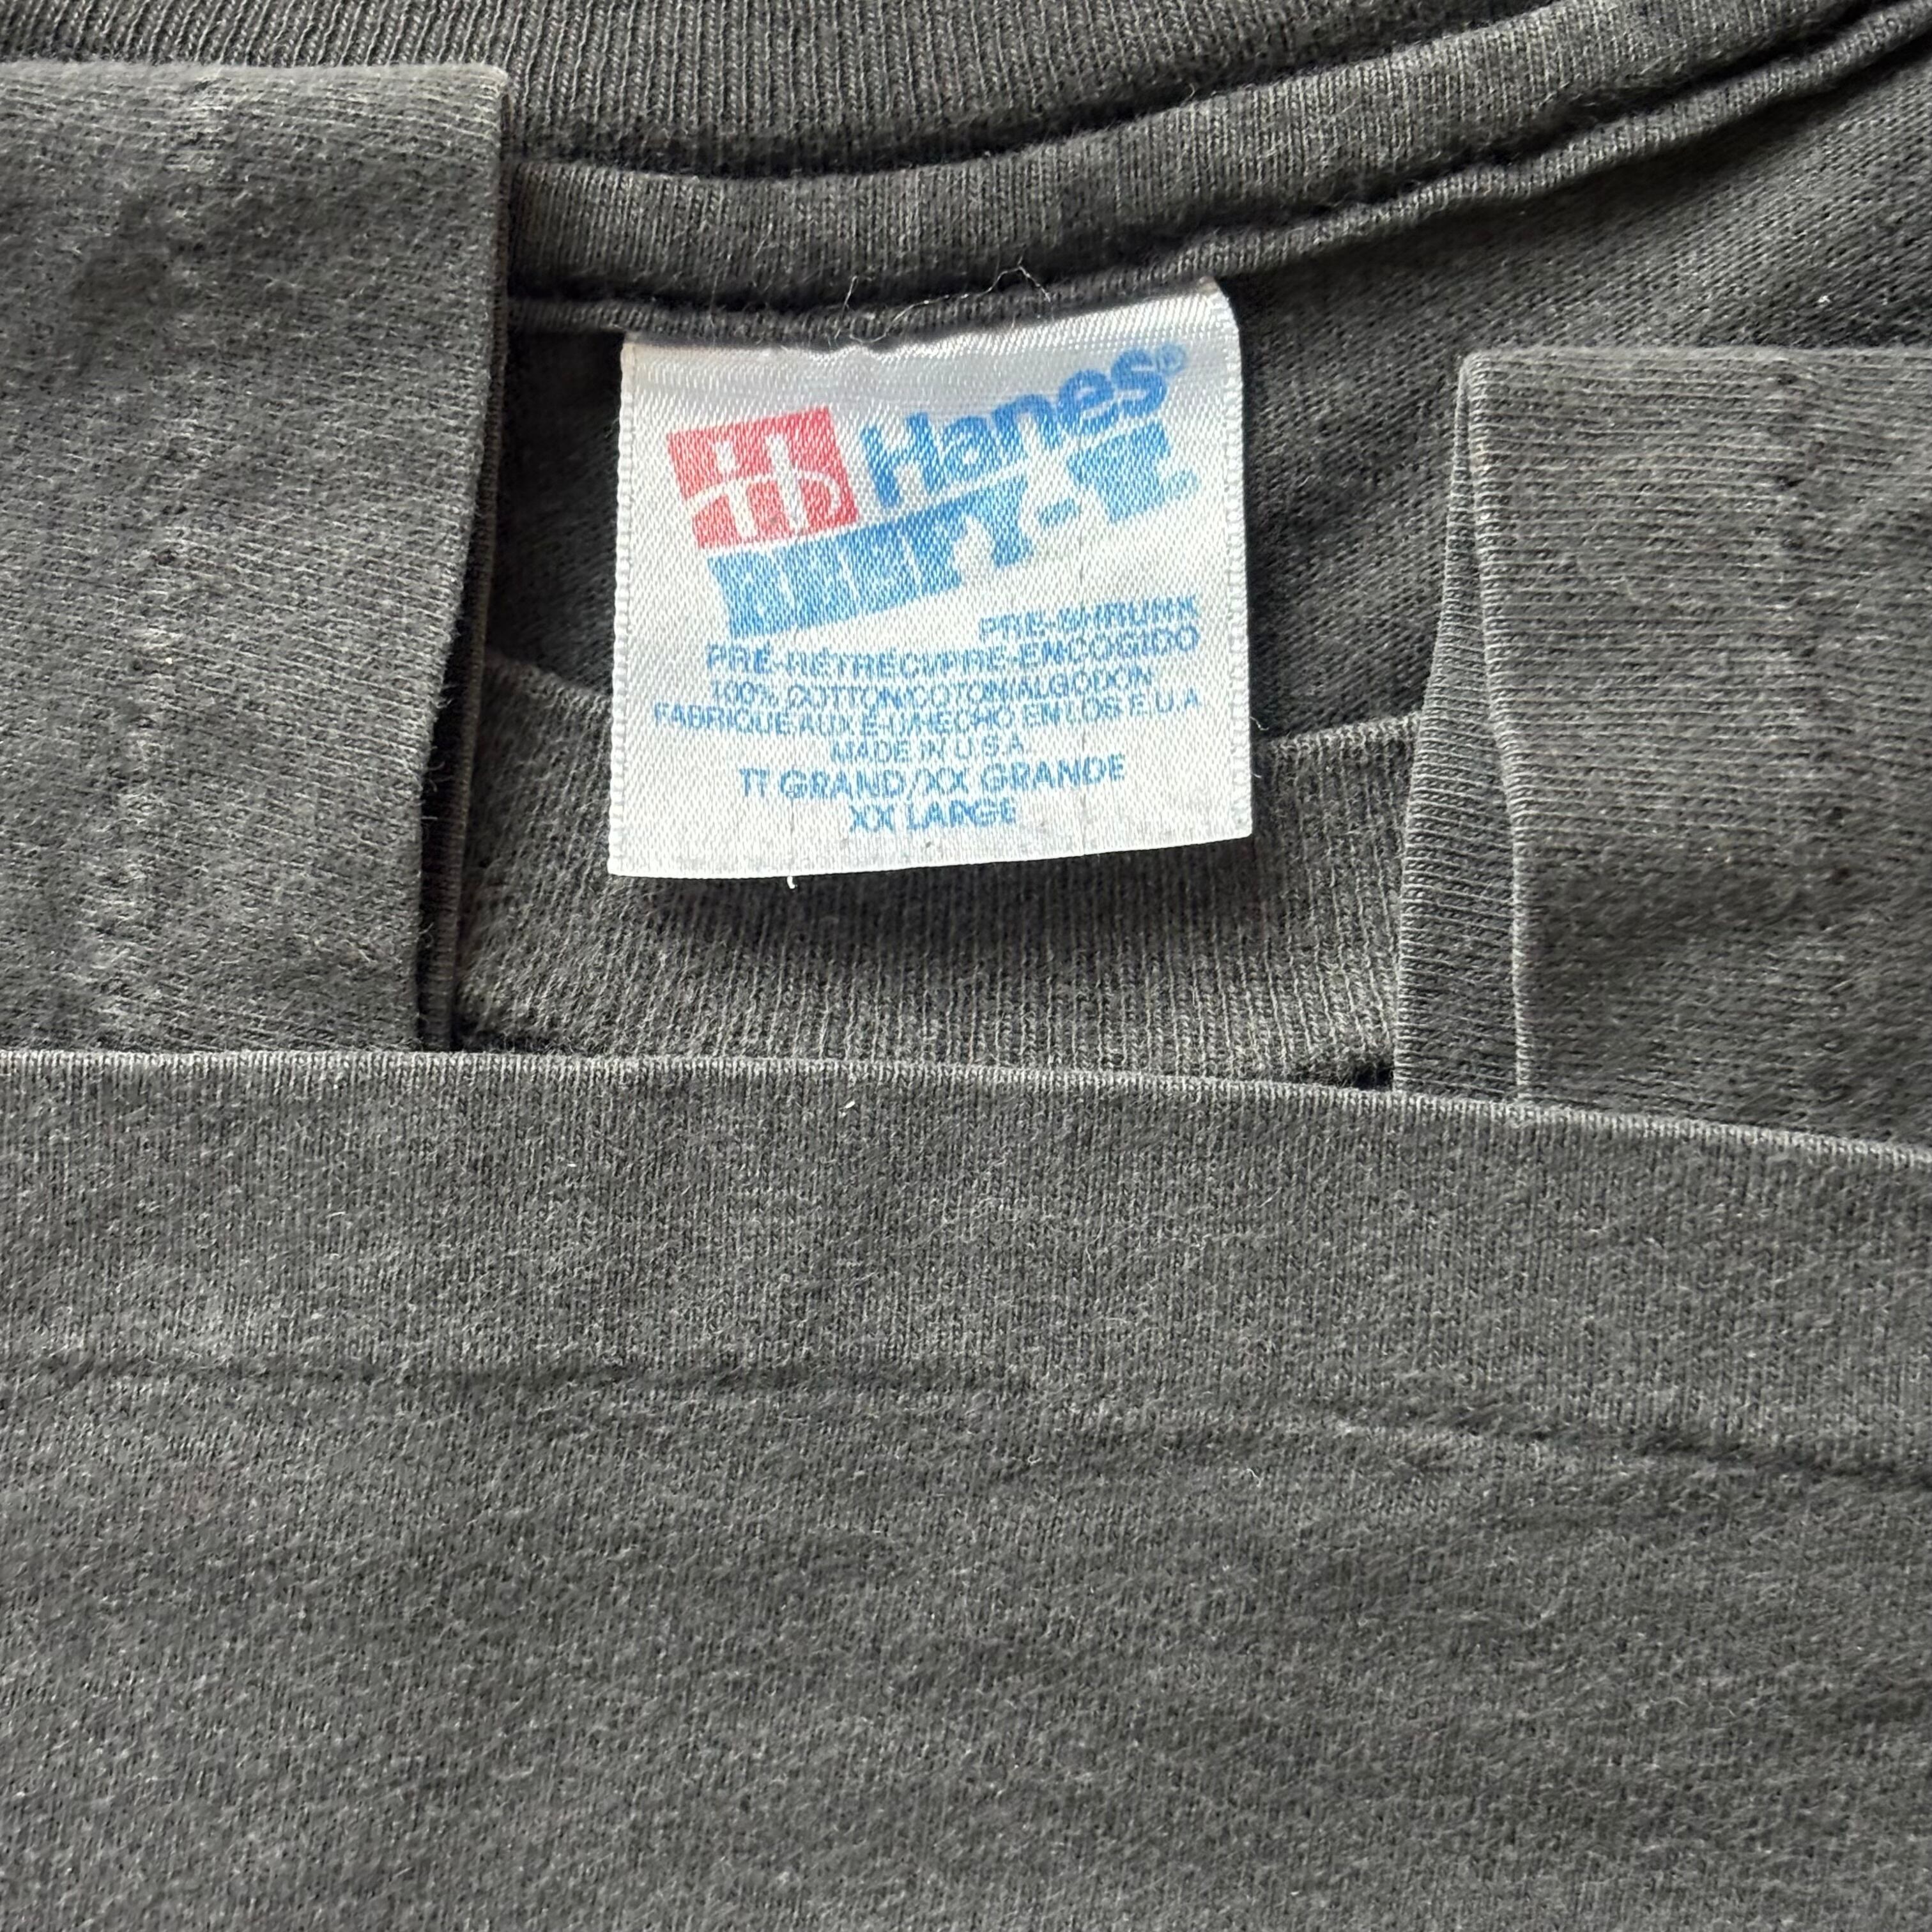 Hanes®
BEEFY-T.
PRE-SHRUNK
PRÉ-RÉTRÉCI/PRE-ENCOGIDO
100% COTTON/COTON/ALGODON
FABRIQUÉ AUX É-U/HECHO EN LOS E.U.A
MADE IN U.S.A
TT GRAND/XX GRANDE
XX LARGE